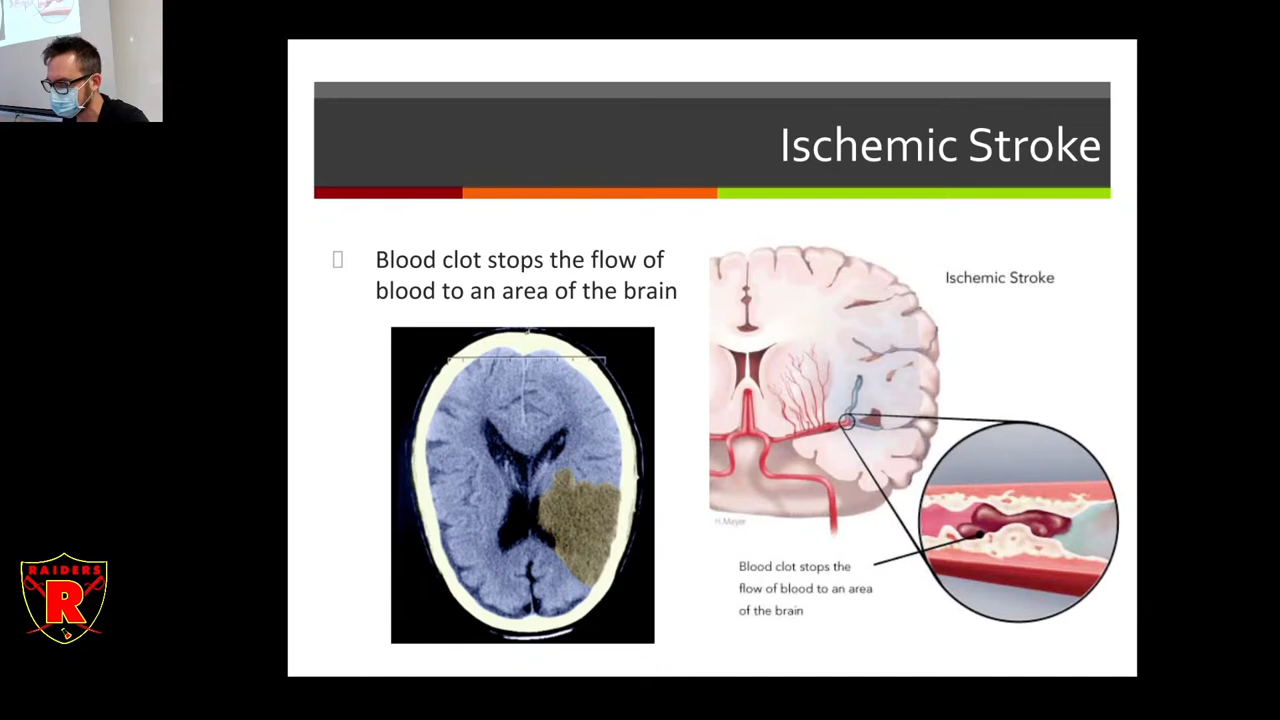 Ischemic Stroke
Blood clot stops the flow of
blood to an area of the brain
Ischemic Stroke
H.Mayer
Blood clot stops the
flow of blood to an area
of the brain
RAIDERS
R